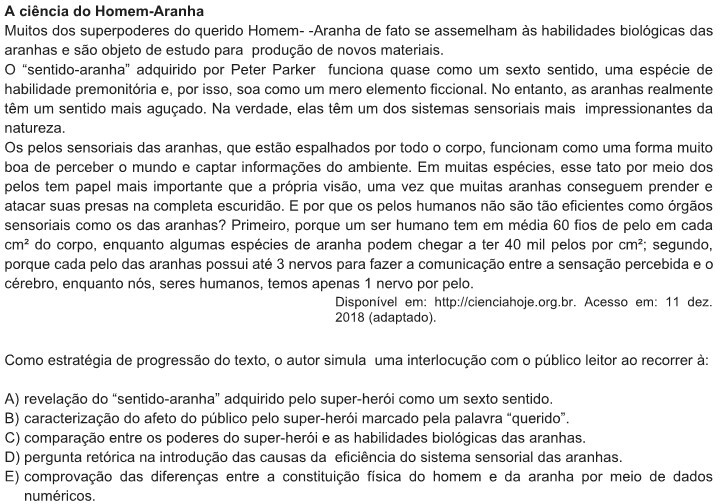 A ciência do Homem-Aranha
Muitos dos superpoderes do querido Homem- -Aranha de fato se assemelham às habilidades biológicas das
aranhas e são objeto de estudo para produção de novos materiais.
O “sentido-aranha” adquirido por Peter Parker funciona quase como um sexto sentido, uma espécie de
habilidade premonitória e, por isso, soa como um mero elemento ficcional. No entanto, as aranhas realmente
têm um sentido mais aguçado. Na verdade, elas têm um dos sistemas sensoriais mais impressionantes da
natureza.
Os pelos sensoriais das aranhas, que estão espalhados por todo o corpo, funcionam como uma forma muito
boa de perceber o mundo e captar informações do ambiente. Em muitas espécies, esse tato por meio dos
pelos tem papel mais importante que a própria visão, uma vez que muitas aranhas conseguem prender e
atacar suas presas na completa escuridão. E por que os pelos humanos não são tão eficientes como órgãos
sensoriais como os das aranhas? Primeiro, porque um ser humano tem em média 60 fios de pelo em cada
cm² do corpo, enquanto algumas espécies de aranha podem chegar a ter 40 mil pelos por cm²; segundo,
porque cada pelo das aranhas possui até 3 nervos para fazer a comunicação entre a sensação percebida e o
cérebro, enquanto nós, seres humanos, temos apenas 1 nervo por pelo.
Disponível em: http://cienciahoje.org.br. Acesso em: 11 dez.
2018 (adaptado).
Como estratégia de progressão do texto, o autor simula uma interlocução com o público leitor ao recorrer à:
A) revelação do “sentido-aranha” adquirido pelo super-herói como um sexto sentido.
B) caracterização do afeto do público pelo super-herói marcado pela palavra “querido”.
C) comparação entre os poderes do super-herói e as habilidades biológicas das aranhas.
D) pergunta retórica na introdução das causas da eficiência do sistema sensorial das aranhas.
E) comprovação das diferenças entre a constituição física do homem e da aranha por meio de dados
numéricos.